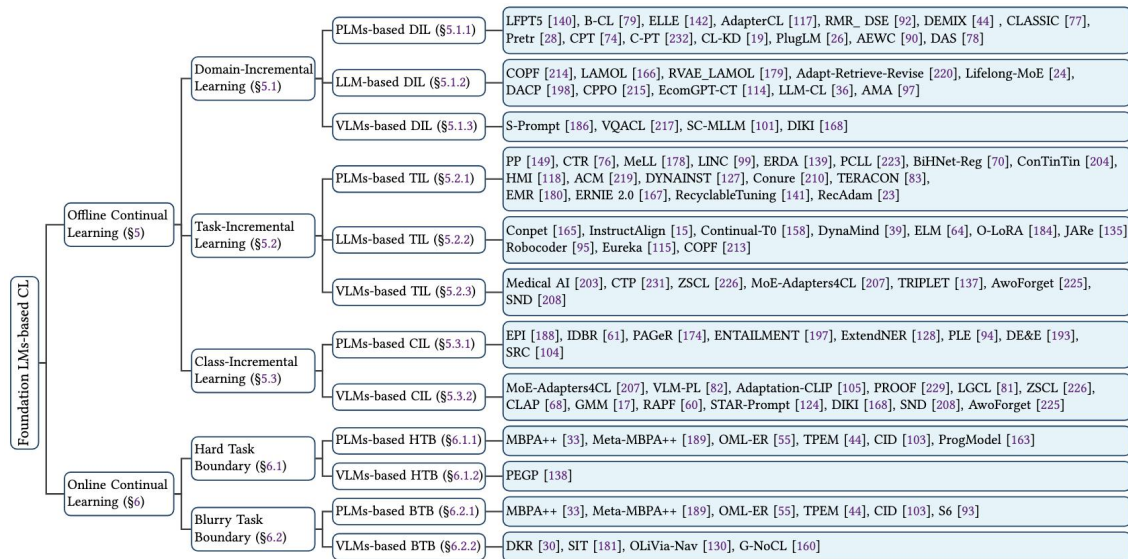 Foundation LMs-based CL
Offline Continual
Learning (§5)
Domain-Incremental
Learning (§5.1)
PLMs-based DIL (§5.1.1)
LFPT5 [140], B-CL [79], ELLE [142], AdapterCL [117], RMR_ DSE [92], DEMIX [44] , CLASSIC [77],
Pretr [28], CPT [74], C-PT [232], CL-KD [19], PlugLM [26], AEWC [90], DAS [78]
LLM-based DIL (§5.1.2)
COPF [214], LAMOL [166], RVAE_LAMOL [179], Adapt-Retrieve-Revise [220], Lifelong-MoE [24],
DACP [198], CPPO [215], EcomGPT-CT [114], LLM-CL [36], AMA [97]
VLMs-based DIL (§5.1.3)
S-Prompt [186], VQACL [217], SC-MLLM [101], DIKI [168]
Task-Incremental
Learning (§5.2)
PLMs-based TIL (§5.2.1)
PP [149], CTR [76], MeLL [178], LINC [99], ERDA [139], PCLL [223], BiHNet-Reg [70], ConTinTin [204],
HMI [118], ACM [219], DYNAINST [127], Conure [210], TERACON [83],
EMR [180], ERNIE 2.0 [167], RecyclableTuning [141], RecAdam [23]
LLMs-based TIL (§5.2.2)
Conpet [165], InstructAlign [15], Continual-T0 [158], DynaMind [39], ELM [64], O-LoRA [184], JARe [135]
Robocoder [95], Eureka [115], COPF [213]
VLMs-based TIL (§5.2.3)
Medical AI [203], CTP [231], ZSCL [226], MoE-Adapters4CL [207], TRIPLET [137], AwoForget [225],
SND [208]
Class-Incremental
Learning (§5.3)
PLMs-based CIL (§5.3.1)
EPI [188], IDBR [61], PAGeR [174], ENTAILMENT [197], ExtendNER [128], PLE [94], DE&E [193],
SRC [104]
VLMs-based CIL (§5.3.2)
MoE-Adapters4CL [207], VLM-PL [82], Adaptation-CLIP [105], PROOF [229], LGCL [81], ZSCL [226],
CLAP [68], GMM [17], RAPF [60], STAR-Prompt [124], DIKI [168], SND [208], AwoForget [225]
Online Continual
Learning (§6)
Hard Task
Boundary (§6.1)
PLMs-based HTB (§6.1.1)
MBPA++ [33], Meta-MBPA++ [189], OML-ER [55], TPEM [44], CID [103], ProgModel [163]
VLMs-based HTB (§6.1.2)
PEGP [138]
Blurry Task
Boundary (§6.2)
PLMs-based BTB (§6.2.1)
MBPA++ [33], Meta-MBPA++ [189], OML-ER [55], TPEM [44], CID [103], S6 [93]
VLMs-based BTB (§6.2.2)
DKR [30], SIT [181], OLiVia-Nav [130], G-NoCL [160]